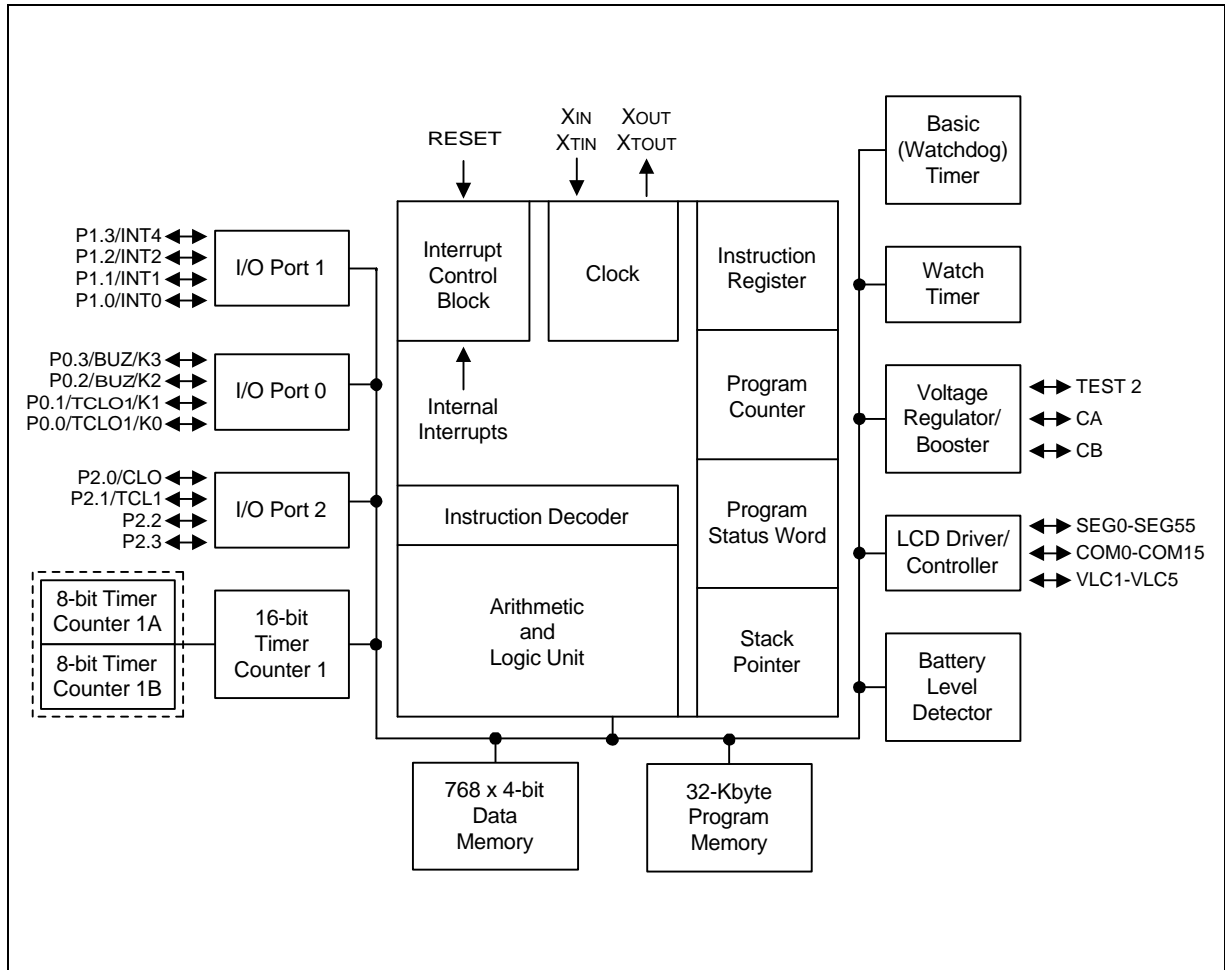 RESET
XIN
XTIN
XOUT
XTOUT
P1.3/INT4
P1.2/INT2
P1.1/INT1
P1.0/INT0
I/O Port 1
P0.3/BUZ/K3
P0.2/BUZ/K2
P0.1/TCLO1/K1
P0.0/TCLO1/K0
I/O Port 0
P2.0/CLO
P2.1/TCL1
P2.2
P2.3
I/O Port 2
8-bit Timer
Counter 1A
8-bit Timer
Counter 1B
16-bit
Timer
Counter 1
Interrupt
Control
Block
Clock
Internal
Interrupts
Instruction Decoder
Arithmetic
and
Logic Unit
Instruction
Register
Program
Counter
Program
Status Word
Stack
Pointer
768 x 4-bit
Data
Memory
32-Kbyte
Program
Memory
Basic
(Watchdog)
Timer
Watch
Timer
Voltage
Regulator/
Booster
TEST 2
CA
CB
LCD Driver/
Controller
SEG0-SEG55
COM0-COM15
VLC1-VLC5
Battery
Level
Detector